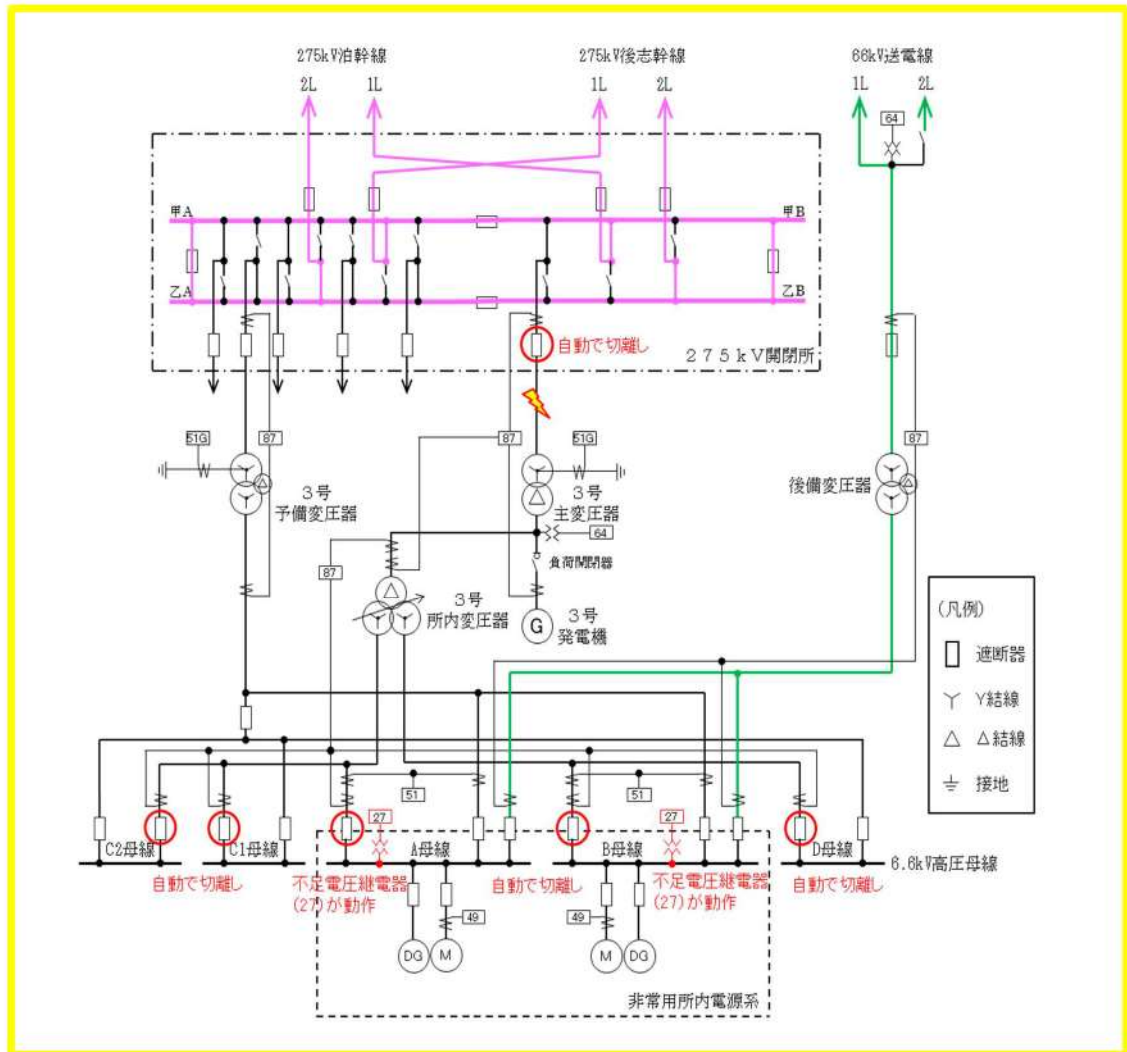 275kV泊幹線
275kV後志幹線
66kV送電線
2L
1L
1L
2L
1L
2L
64
甲A
甲B
乙A
乙B
自動で切離し
275kV開閉所
51G
87
87
51G
87
3号
予備変圧器
3号
主変圧器
後備変圧器
64
87
負荷開閉器
3号
所内変圧器
G
3号
発電機
(凡例)
遮断器
Y結線
Δ結線
接地
51
51
27
27
C2母線
C1母線
A母線
B母線
D母線
6.6kV高圧母線
自動で切離し
不足電圧継電器
(27)が動作
自動で切離し
不足電圧継電器
(27)が動作
自動で切離し
49
49
DG
M
M
DG
非常用所内電源系